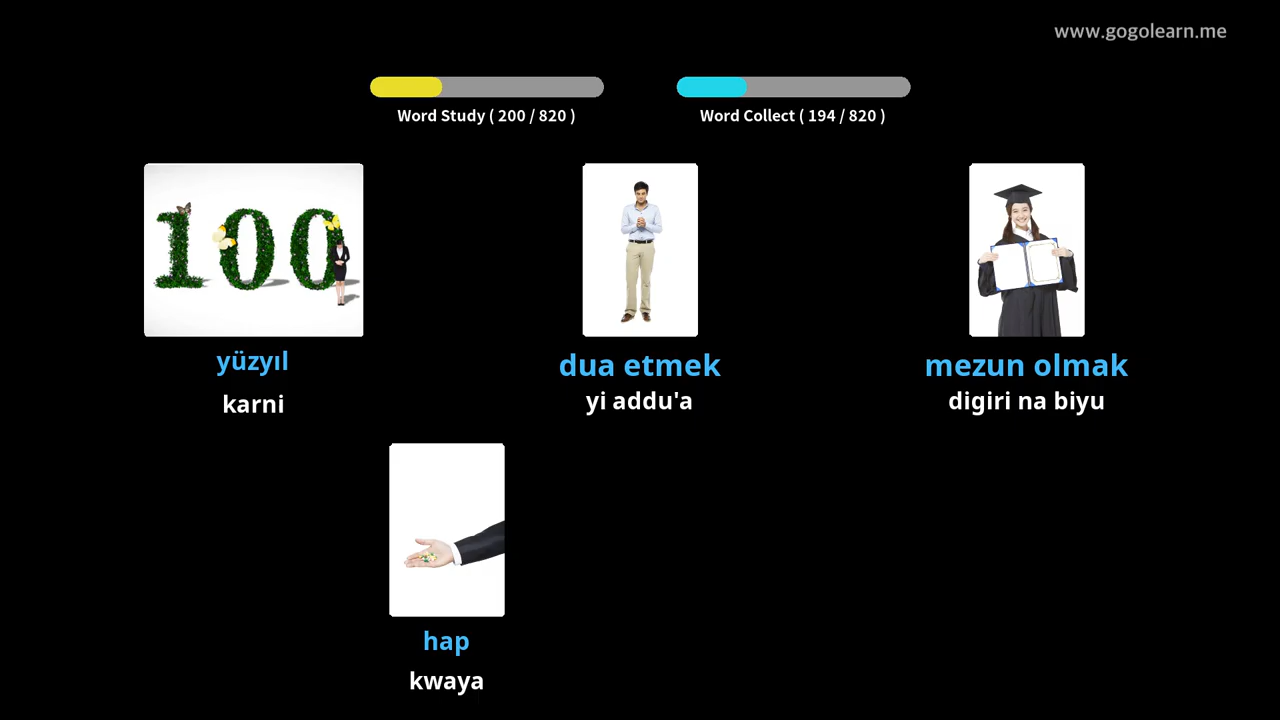 www.gogolearn.me
Word Study ( 200 / 820 )
Word Collect ( 194 / 820 )
100
yüzyıl
karni
dua etmek
yi addu'a
mezun olmak
digiri na biyu
hap
kwaya